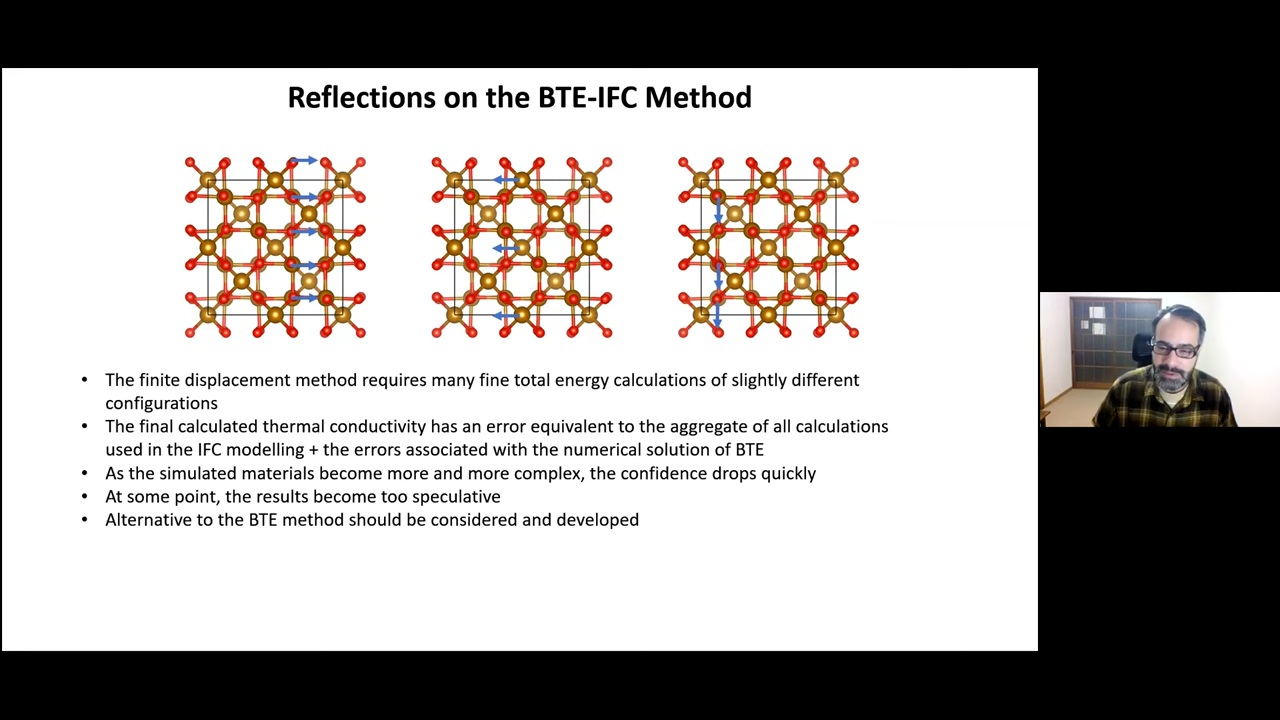 Reflections on the BTE-IFC Method
• The finite displacement method requires many fine total energy calculations of slightly different
configurations
• The final calculated thermal conductivity has an error equivalent to the aggregate of all calculations
used in the IFC modelling + the errors associated with the numerical solution of BTE
• As the simulated materials become more and more complex, the confidence drops quickly
• At some point, the results become too speculative
• Alternative to the BTE method should be considered and developed